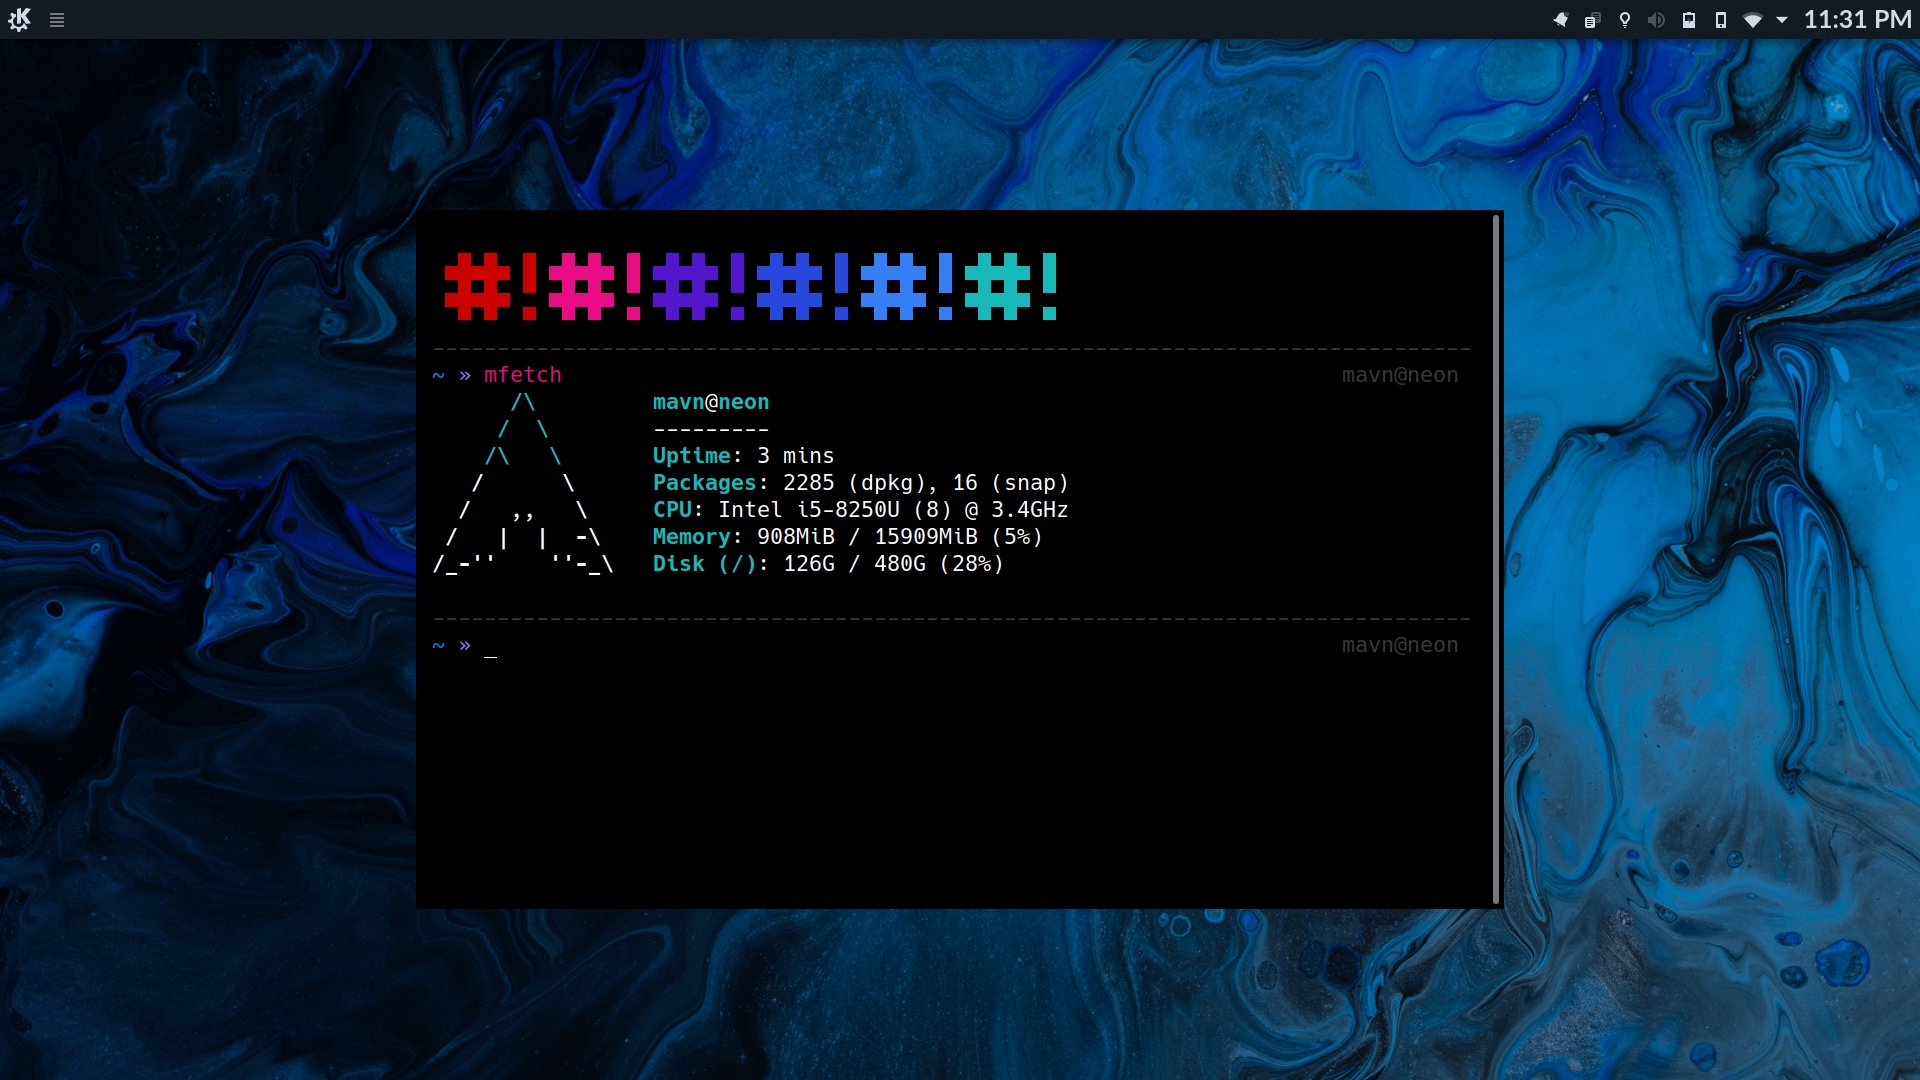 11:31 PM
#!#!#!#!#!#!
~ » mfetch mavn@neon
mavn@neon
---------
Uptime: 3 mins
Packages: 2285 (dpkg), 16 (snap)
CPU: Intel i5-8250U (8) @ 3.4GHz
Memory: 908MiB / 15909MiB (5%)
Disk (/): 126G / 480G (28%)
~ » _ mavn@neon